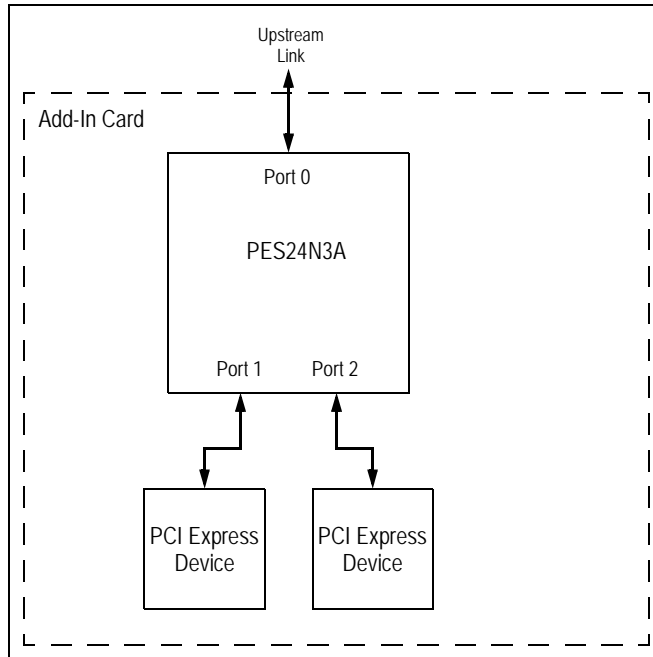 Upstream
Link
Add-In Card
Port 0
PES24N3A
Port 1
Port 2
PCI Express
Device
PCI Express
Device